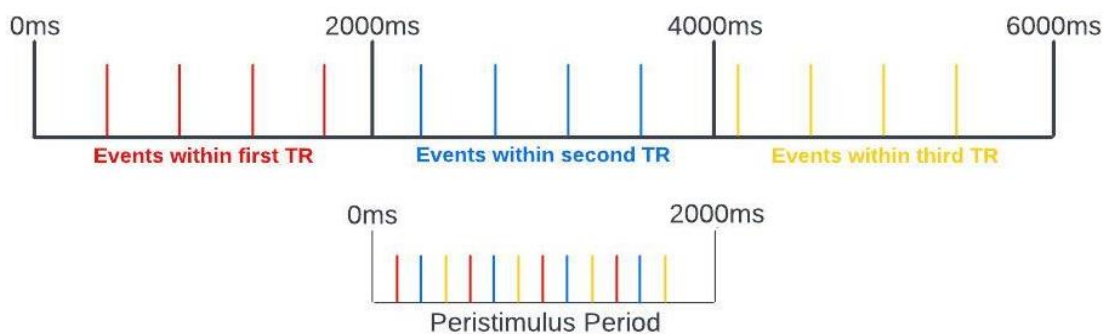 0ms 2000ms 4000ms 6000ms
Events within first TR Events within second TR Events within third TR
0ms 2000ms
Peristimulus Period